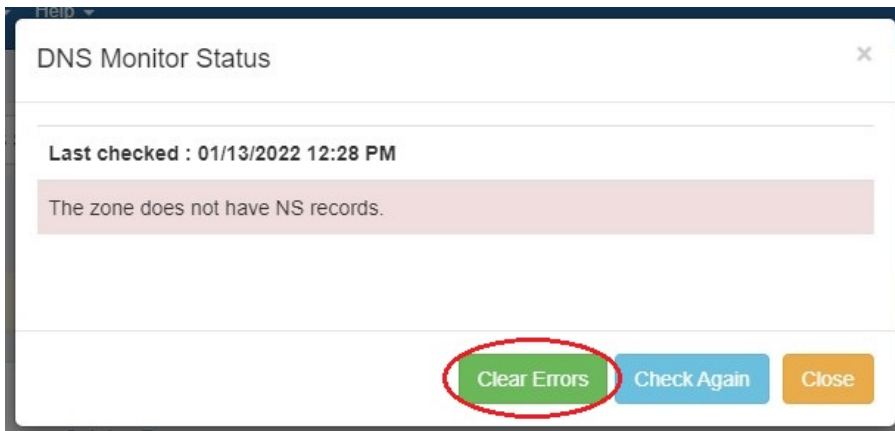 Help
DNS Monitor Status
×
Last checked : 01/13/2022 12:28 PM
The zone does not have NS records.
Clear Errors Check Again Close